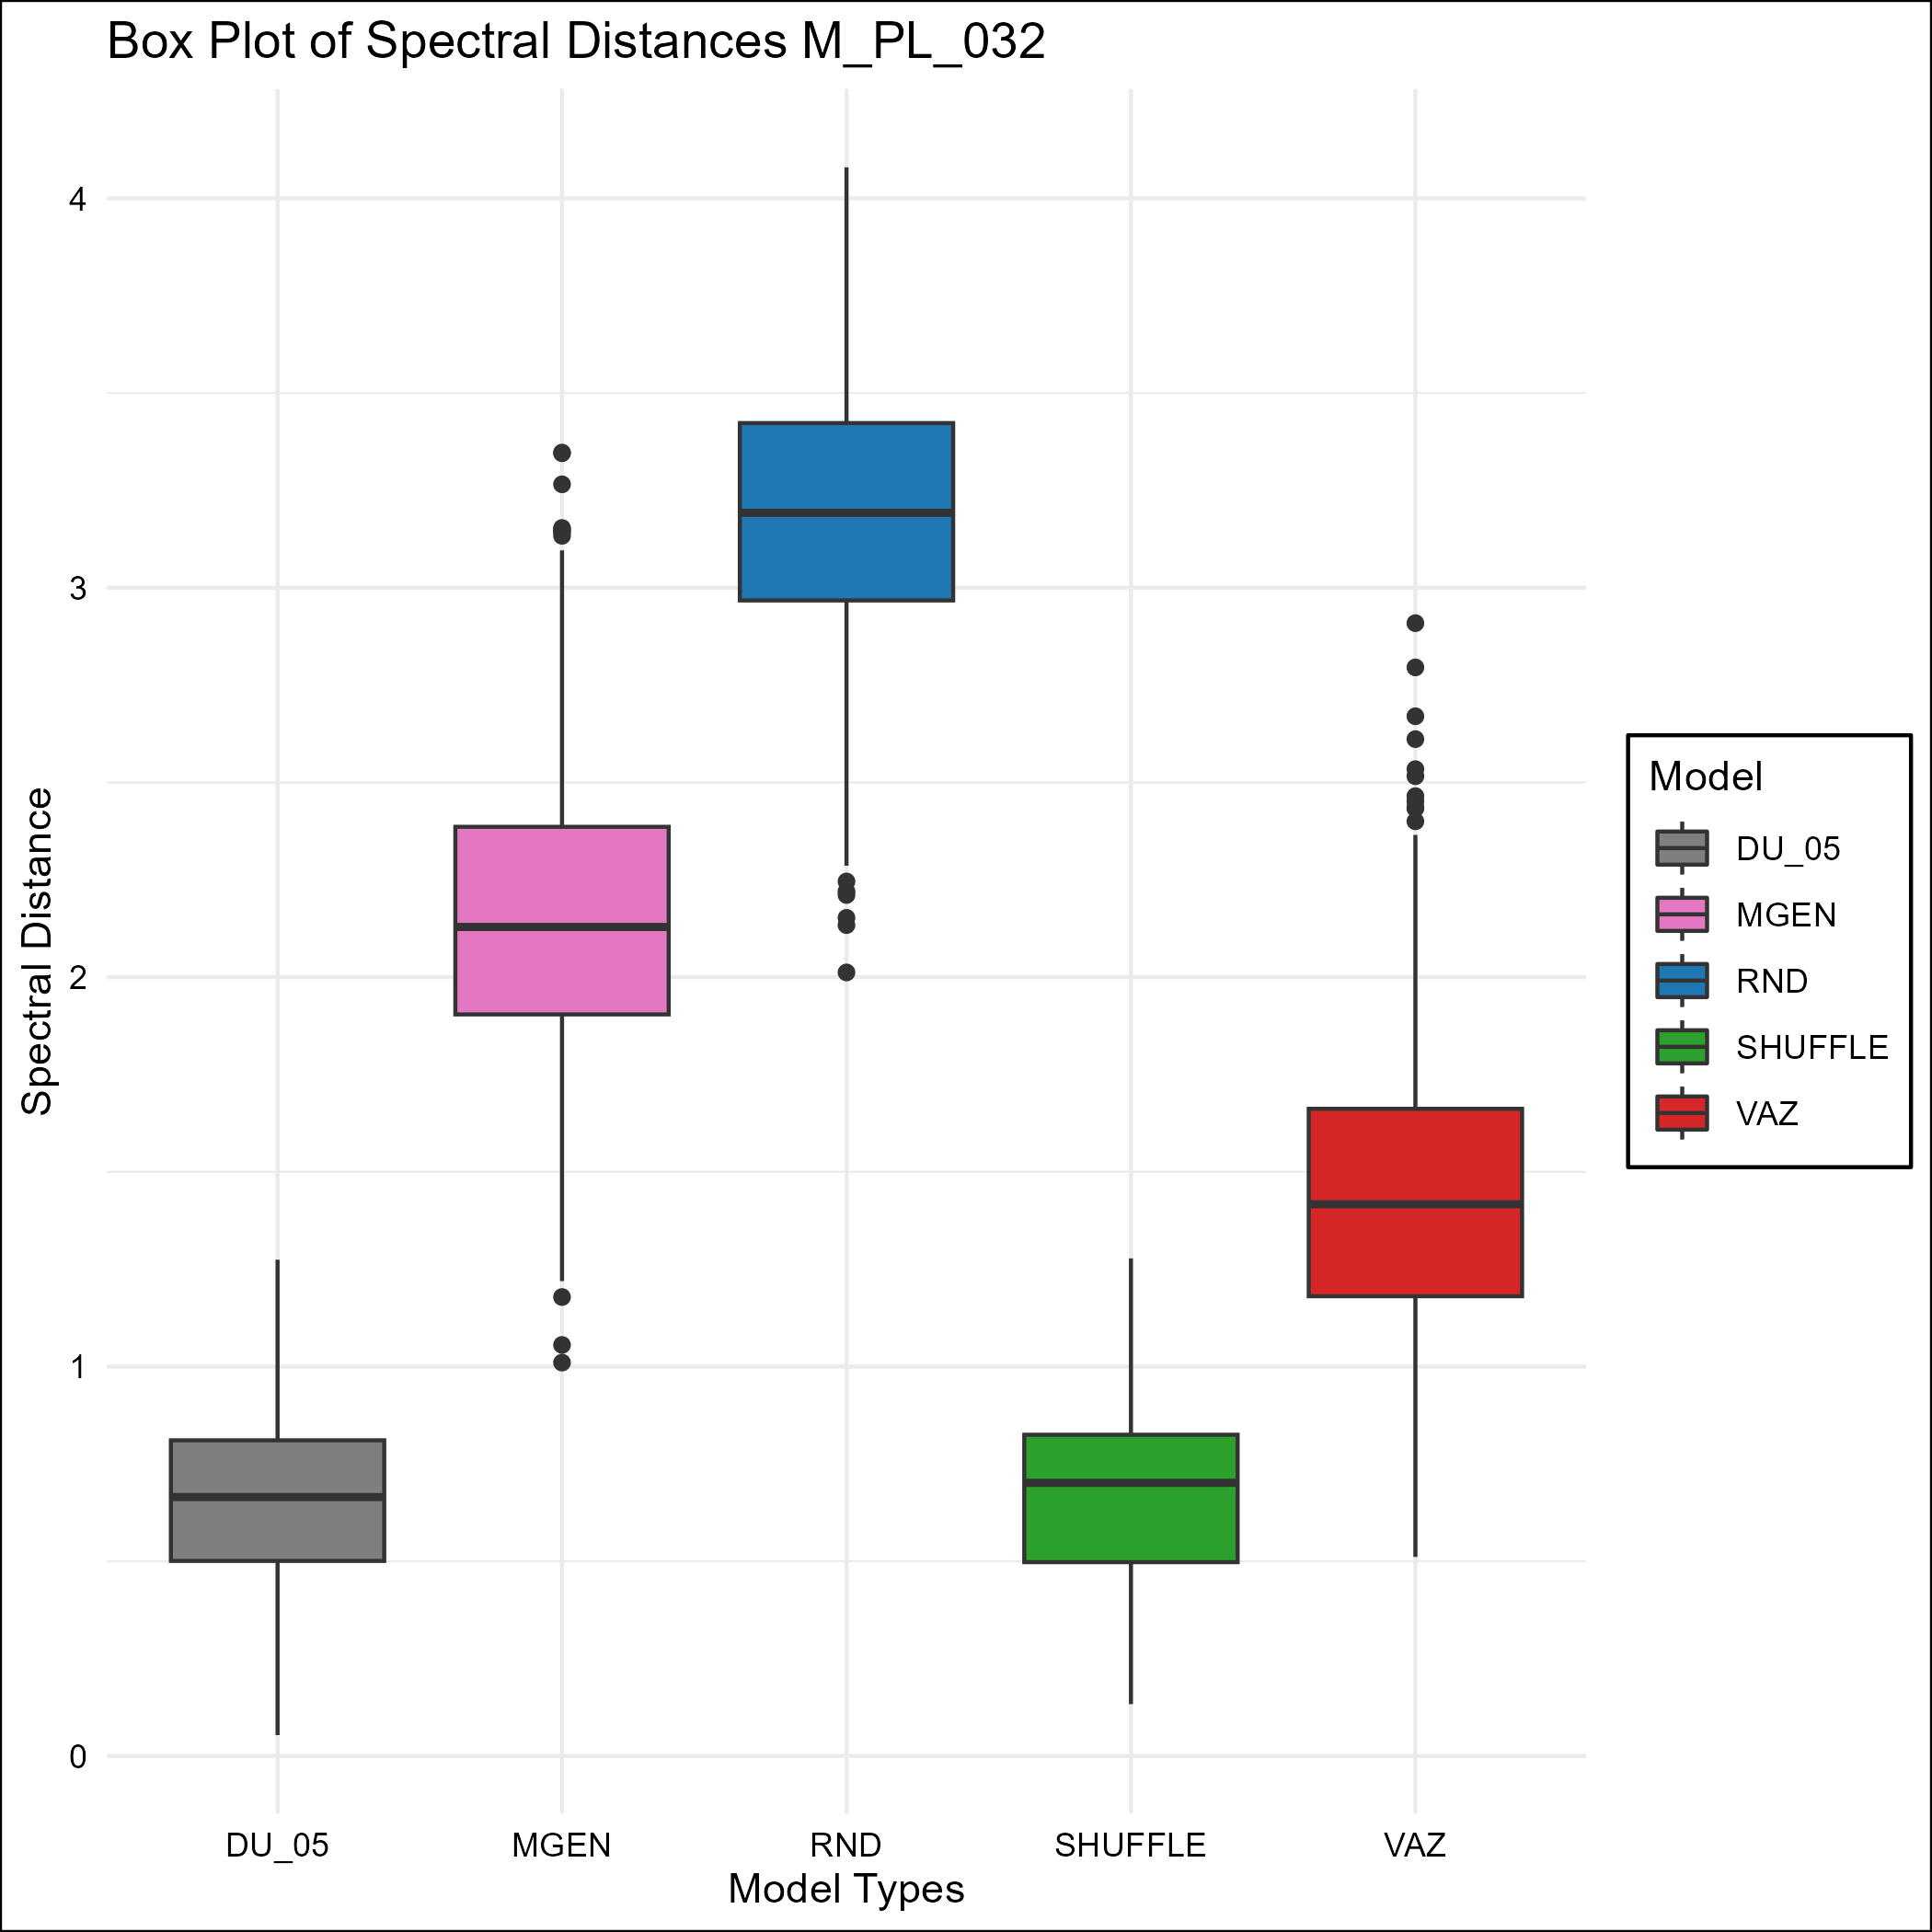 Box Plot of Spectral Distances M_PL_032
Spectral Distance
4
3
2
1
0
DU_05
MGEN
RND
SHUFFLE
VAZ
Model Types
Model
DU_05
MGEN
RND
SHUFFLE
VAZ